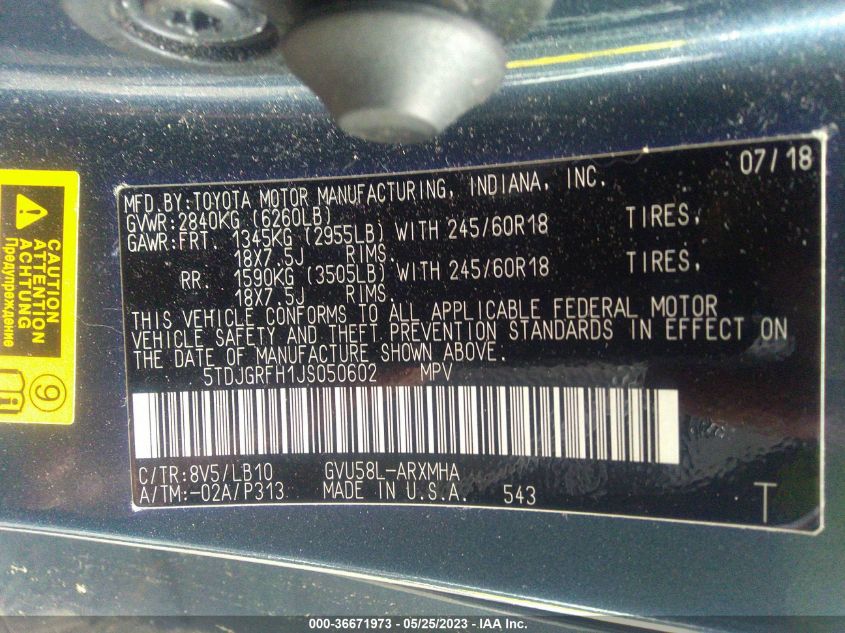 CAUTION
ATTENTION
ACHTUNG
Предупреждение
9
07/18
MFD. BY: TOYOTA MOTOR MANUFACTURING, INDIANA, INC.
GVWR: 2840KG (6260LB)
GAWR: FRT. 1345KG (2955LB) WITH 245/60R18 TIRES,
18X7.5J RIMS.
RR. 1590KG (3505LB) WITH 245/60R18 TIRES,
18X7.5J RIMS.
THIS VEHICLE CONFORMS TO ALL APPLICABLE FEDERAL MOTOR
VEHICLE SAFETY AND THEFT PREVENTION STANDARDS IN EFFECT ON
THE DATE OF MANUFACTURE SHOWN ABOVE.
5TDJGRFH1JS050602 MPV
C/TR: 8V5/LB10 GVU58L-ARXMHA
A/TM: -02A/P313 MADE IN U.S.A. 543 T
000-36671973 - 05/25/2023 - IAA Inc.